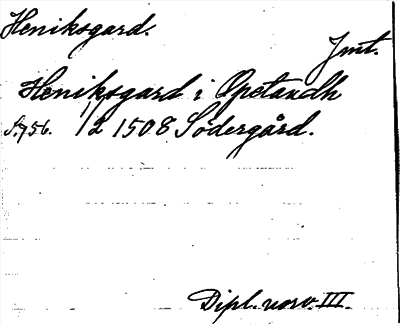 Heniksgard.
Jmt.
Heniksgard i Opetandh
S.756. 1/2 1508 Södergård.
Dipl. norv. III.